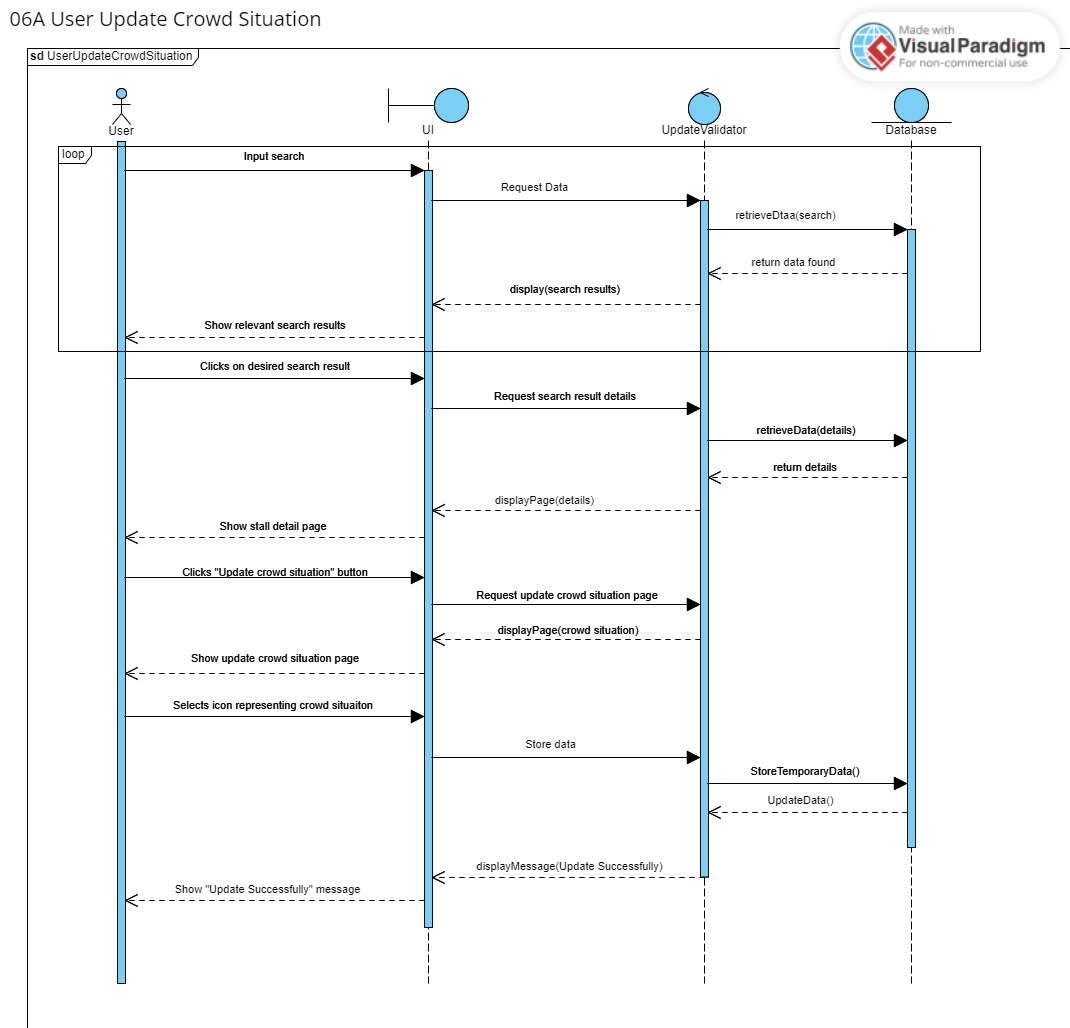 06A User Update Crowd Situation
Made with
VisualParadigm
For non-commercial use
sd UserUpdateCrowdSituation
User
UI
UpdateValidator
Database
loop
Input search
Request Data
retrieveDtaa(search)
return data found
display(search results)
Show relevant search results
Clicks on desired search result
Request search result details
retrieveData(details)
return details
displayPage(details)
Show stall detail page
Clicks "Update crowd situation" button
Request update crowd situation page
displayPage(crowd situation)
Show update crowd situation page
Selects icon representing crowd situaiton
Store data
StoreTemporaryData()
UpdateData()
displayMessage(Update Successfully)
Show "Update Successfully" message